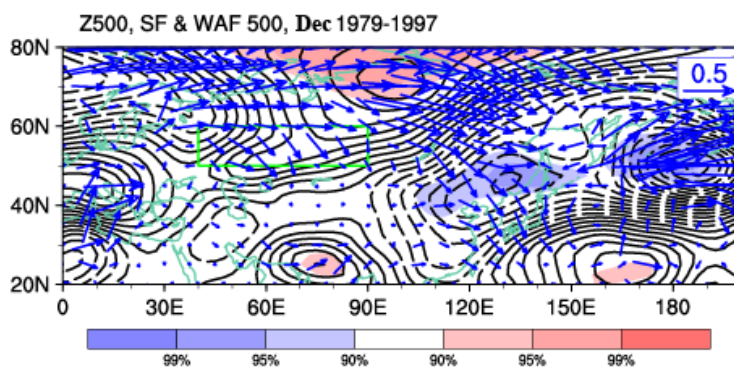 Z500, SF & WAF 500, Dec 1979-1997
80N
0.5
60N
40N
20N
0 30E 60E 90E 120E 150E 180
99% 95% 90% 90% 95% 99%